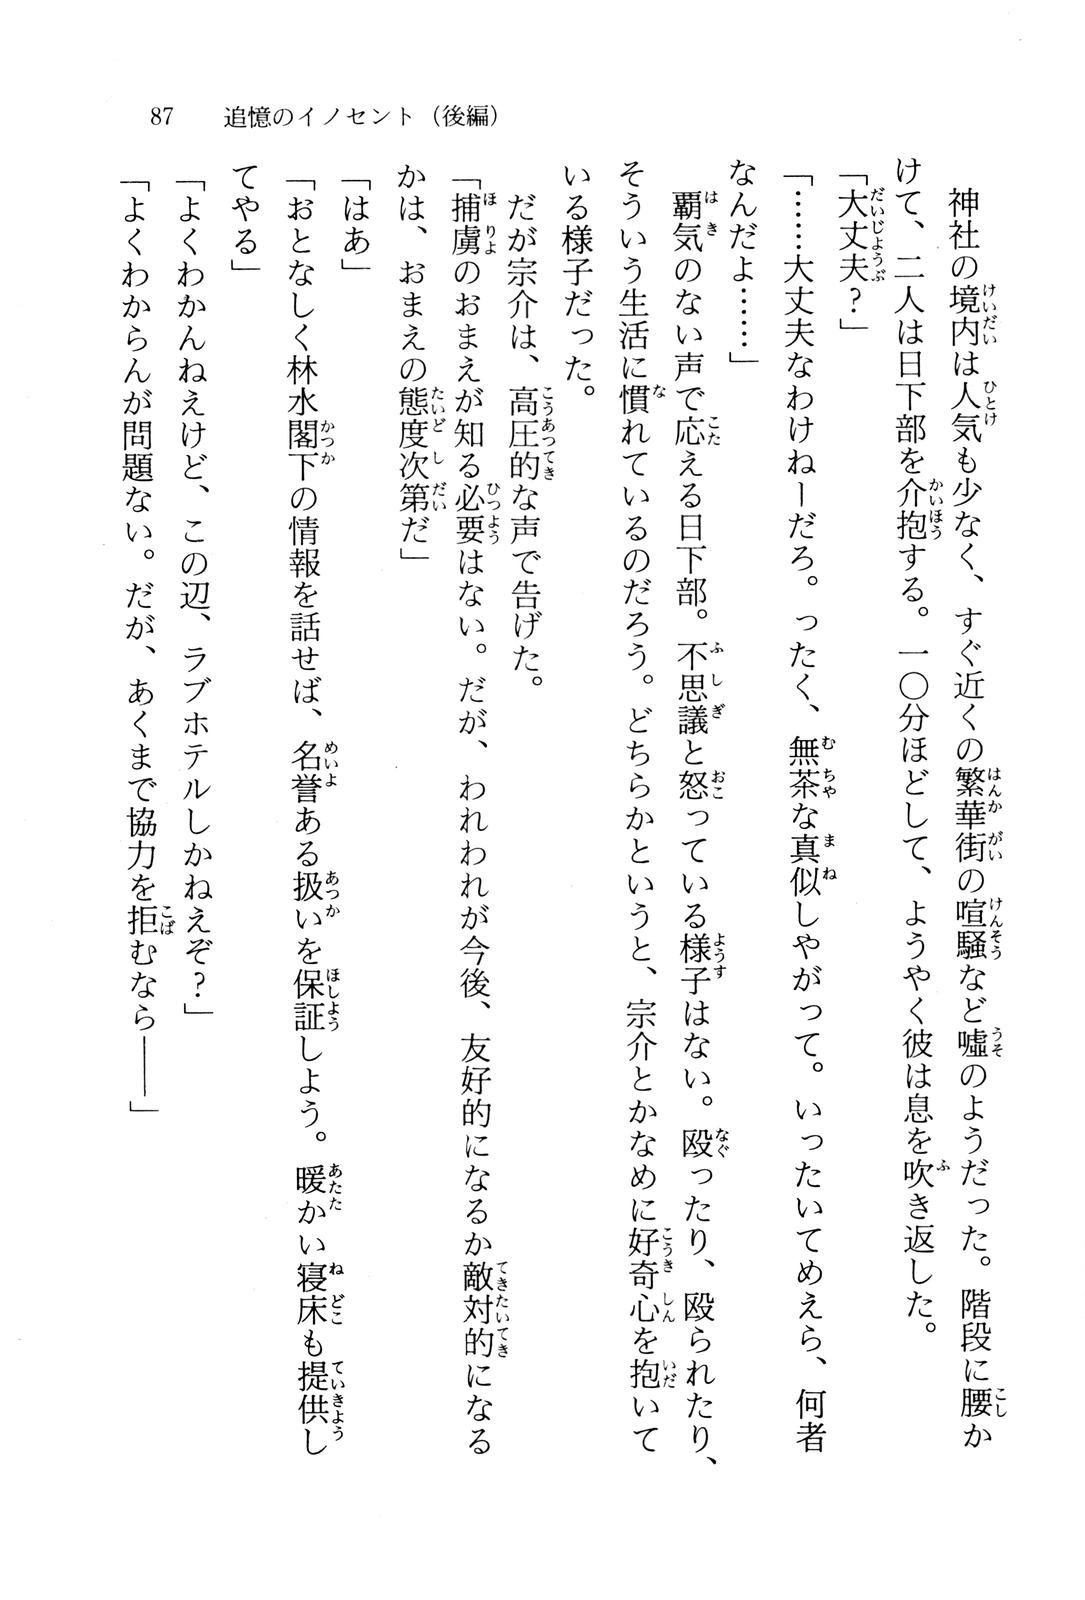 87　追憶のイノセント（後編）
　神社の境内は人気も少なく、すぐ近くの繁華街の喧騒など嘘のようだった。階段に腰か
けて、二人は日下部を介抱する。一〇分ほどして、ようやく彼は息を吹き返した。
「大丈夫？」
「……大丈夫なわけねーだろ。ったく、無茶な真似しやがって。いったいてめえら、何者
なんだよ……」
　覇気のない声で応える日下部。不思議と怒っている様子はない。殴ったり、殴られたり、
そういう生活に慣れているのだろう。どちらかというと、宗介とかなめに好奇心を抱いて
いる様子だった。
　だが宗介は、高圧的な声で告げた。
「捕虜のおまえが知る必要はない。だが、われわれが今後、友好的になるか敵対的になる
かは、おまえの態度次第だ」
「はあ」
「おとなしく林水閣下の情報を話せば、名誉ある扱いを保証しよう。暖かい寝床も提供し
てやる」
「よくわかんねえけど、この辺、ラブホテルしかねえぞ？」
「よくわからんが問題ない。だが、あくまで協力を拒むなら――」